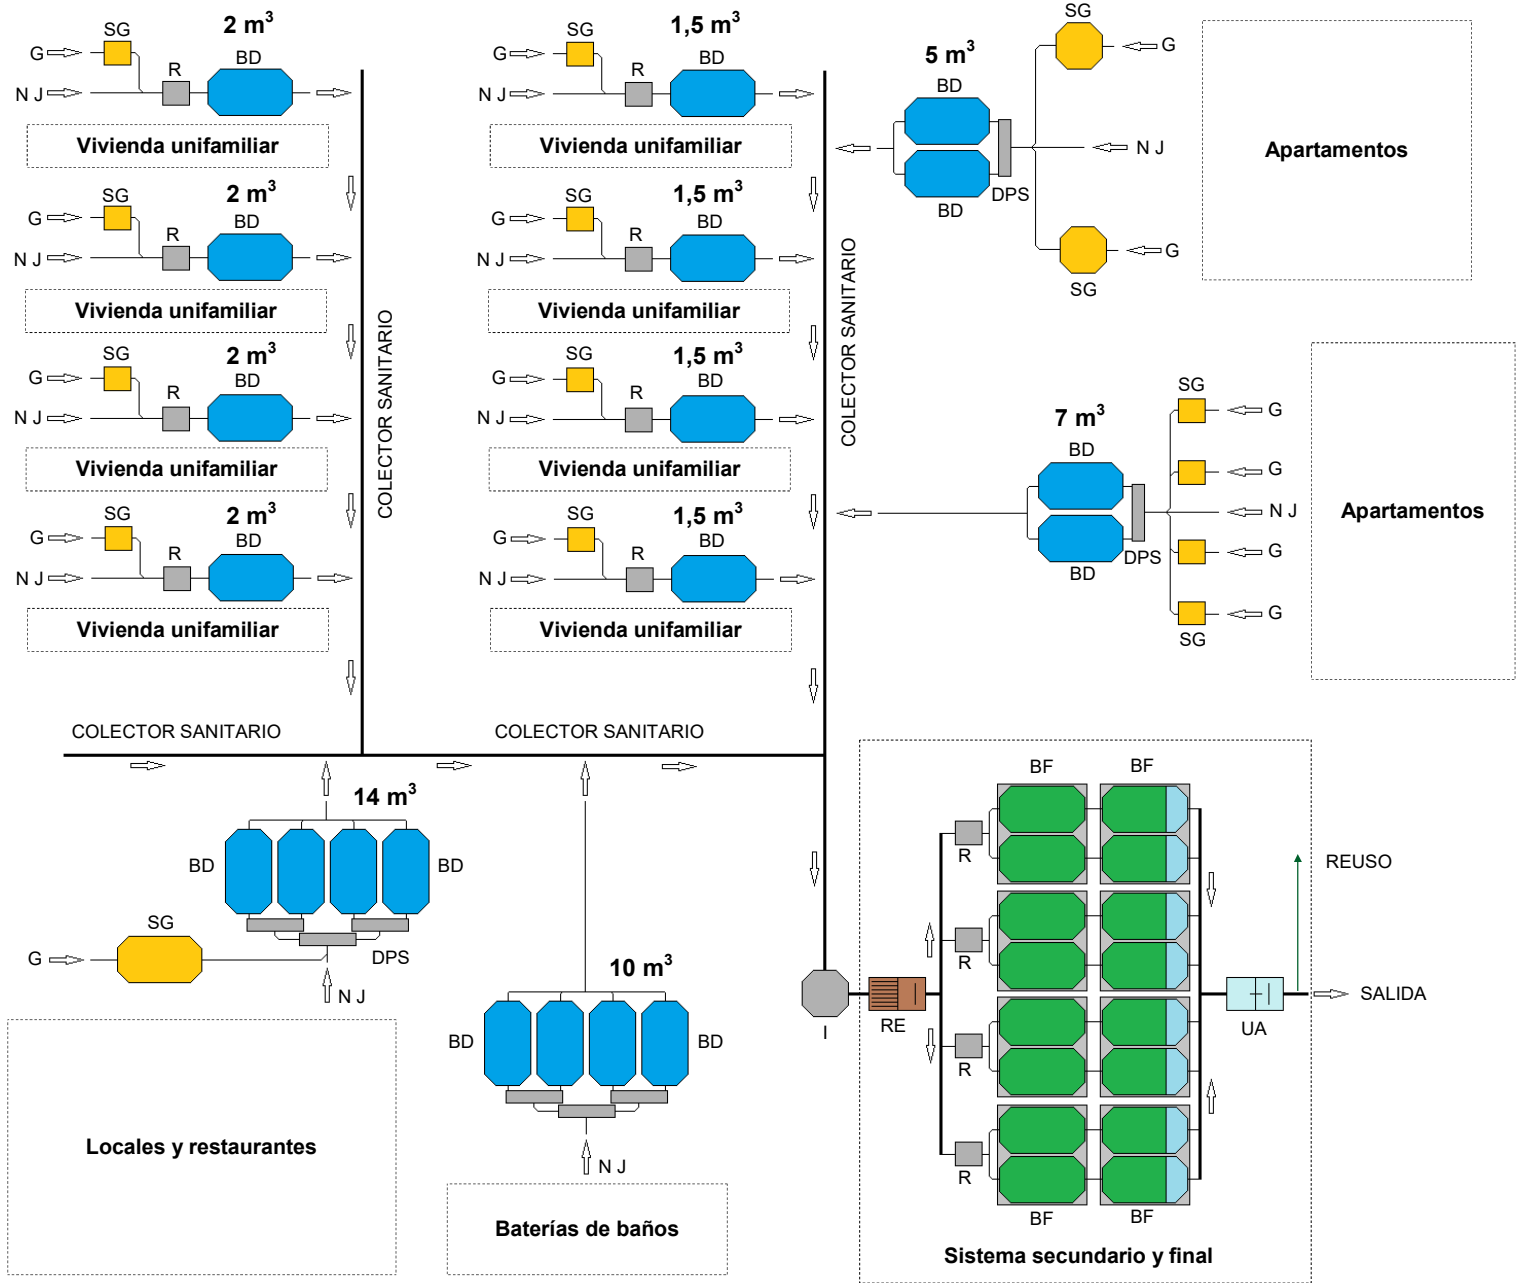 SG
2 m³
BD
G
R
N J
Vivienda unifamiliar
SG
2 m³
BD
G
R
N J
Vivienda unifamiliar
SG
2 m³
BD
G
R
N J
Vivienda unifamiliar
SG
2 m³
BD
G
R
N J
Vivienda unifamiliar
COLECTOR SANITARIO
SG
1,5 m³
BD
G
R
N J
Vivienda unifamiliar
SG
1,5 m³
BD
G
R
N J
Vivienda unifamiliar
SG
1,5 m³
BD
G
R
N J
Vivienda unifamiliar
SG
1,5 m³
BD
G
R
N J
Vivienda unifamiliar
COLECTOR SANITARIO
SG
G
5 m³
BD
N J
DPS
BD
G
SG
Apartamentos
SG
G
7 m³
BD
G
N J
G
DPS
BD
G
SG
Apartamentos
COLECTOR SANITARIO
COLECTOR SANITARIO
14 m³
BD
BD
SG
G
DPS
N J
Locales y restaurantes
10 m³
BD
BD
N J
Baterías de baños
I
RE
BF
BF
R
R
R
R
BF
BF
REUSO
SALIDA
UA
Sistema secundario y final